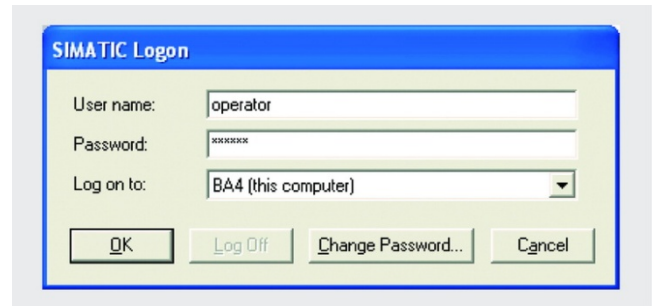 SIMATIC Logon
User name: operator
Password: ******
Log on to: BA4 (this computer)
OK Log Off Change Password... Cancel